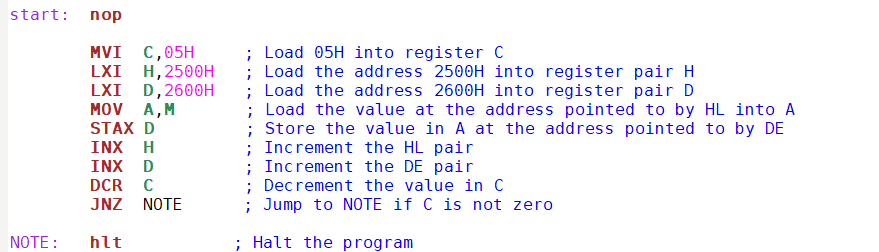 start: nop
MVI C,05H ; Load 05H into register C
LXI H,2500H ; Load the address 2500H into register pair H
LXI D,2600H ; Load the address 2600H into register pair D
MOV A,M ; Load the value at the address pointed to by HL into A
STAX D ; Store the value in A at the address pointed to by DE
INX H ; Increment the HL pair
INX D ; Increment the DE pair
DCR C ; Decrement the value in C
JNZ NOTE ; Jump to NOTE if C is not zero
NOTE: hlt ; Halt the program